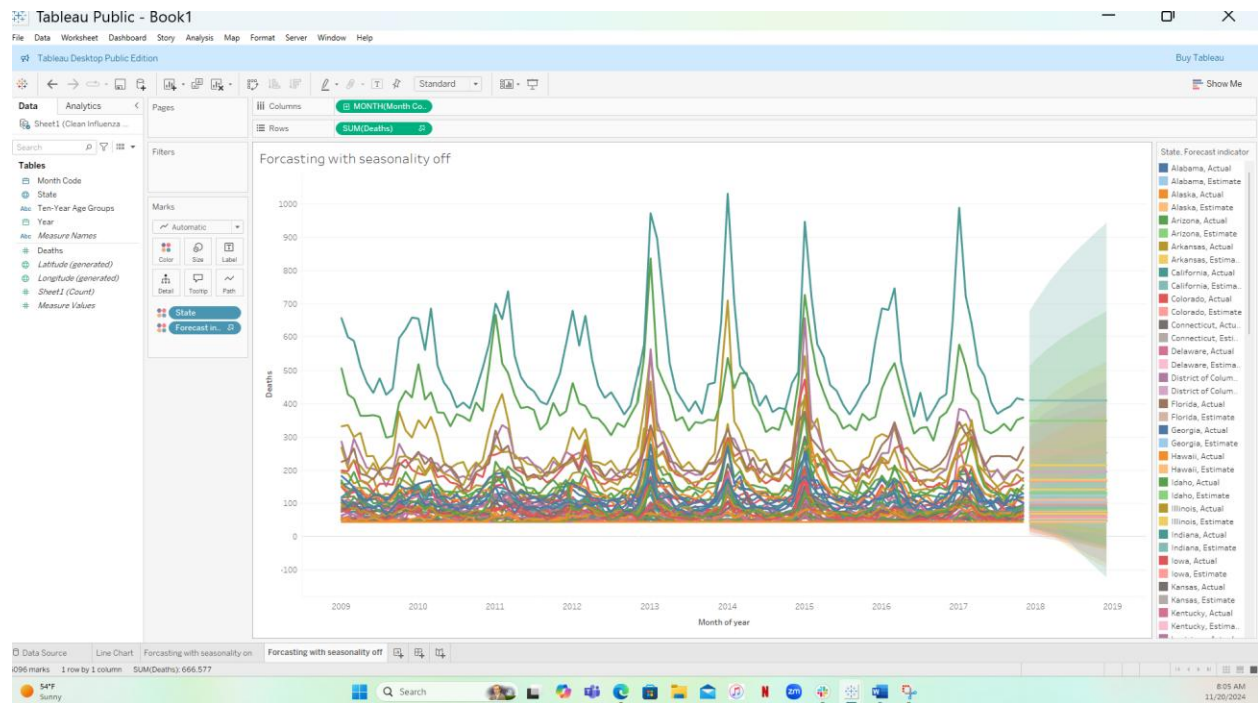 Tableau Public - Book1
File Data Worksheet Dashboard Story Analysis Map Format Server Window Help
Tableau Desktop Public Edition Buy Tableau
Standard Show Me
Data Analytics Pages Columns MONTH(Month Co..
Sheet1 (Clean Influenza ... Rows SUM(Deaths)
Search Filters
Tables
Month Code
State
Abc Ten-Year Age Groups
Year
Abc Measure Names
Deaths
Latitude (generated)
Longitude (generated)
Sheet1 (Count)
Measure Values
Marks
Automatic
Color Size Label
Detail Tooltip Path
State
Forecast in..
Forcasting with seasonality off
1000
900
800
700
600
500
400
300
200
100
0
-100
Deaths
2009 2010 2011 2012 2013 2014 2015 2016 2017 2018 2019
Month of year
State, Forecast indicator
Alabama, Actual
Alabama, Estimate
Alaska, Actual
Alaska, Estimate
Arizona, Actual
Arizona, Estimate
Arkansas, Actual
Arkansas, Estima..
California, Actual
California, Estima..
Colorado, Actual
Colorado, Estimate
Connecticut, Actu..
Connecticut, Esti..
Delaware, Actual
Delaware, Estima..
District of Colum..
District of Colum..
Florida, Actual
Florida, Estimate
Georgia, Actual
Georgia, Estimate
Hawaii, Actual
Hawaii, Estimate
Idaho, Actual
Idaho, Estimate
Illinois, Actual
Illinois, Estimate
Indiana, Actual
Indiana, Estimate
Iowa, Actual
Iowa, Estimate
Kansas, Actual
Kansas, Estimate
Kentucky, Actual
Kentucky, Estima..
Data Source Line Chart Forcasting with seasonality on Forcasting with seasonality off
marks 1 row by 1 column SUM(Deaths): 666,577
54°F
Sunny
Search
N
zm
8:05 AM
11/20/2024